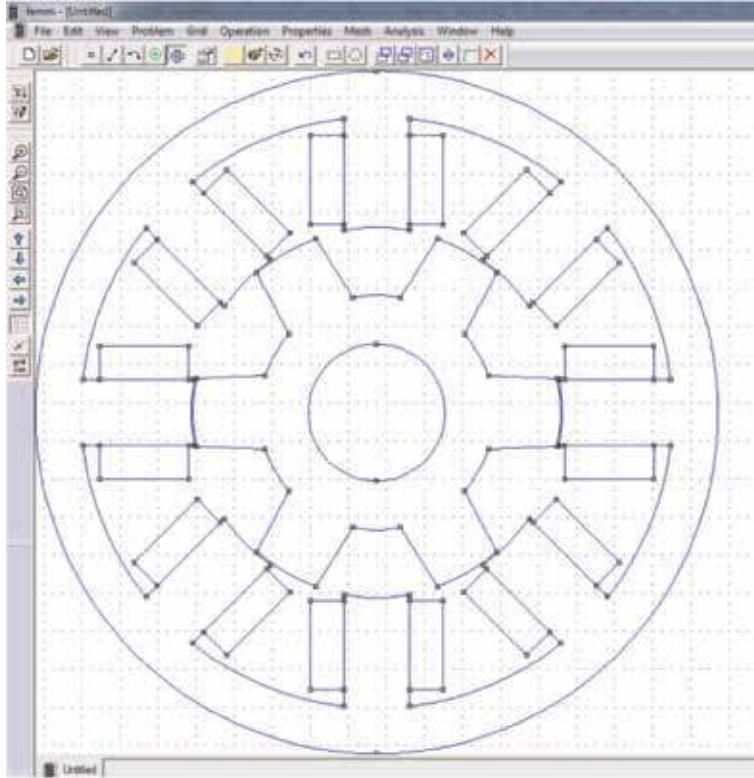 femm - [Untitled]
File Edit View Problem Grid Operation Properties Mesh Analysis Window Help
Untitled